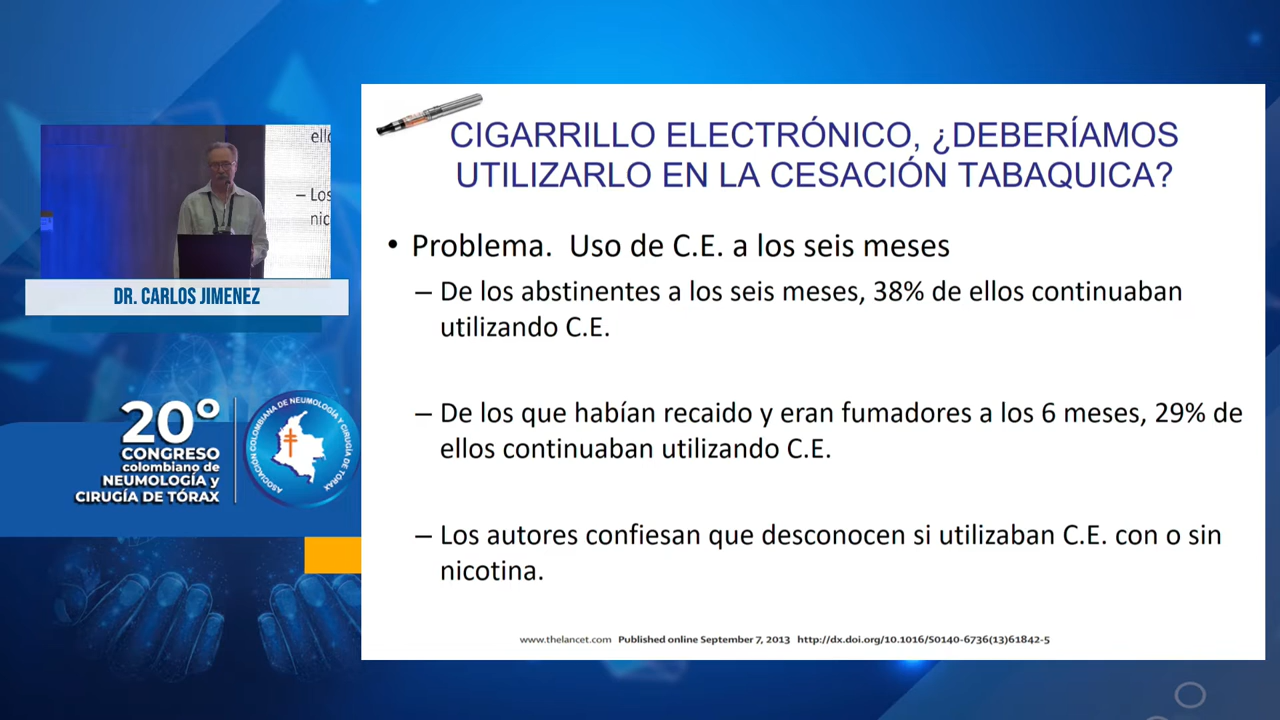 CIGARRILLO ELECTRÓNICO, ¿DEBERÍAMOS
UTILIZARLO EN LA CESACIÓN TABAQUICA?
• Problema. Uso de C.E. a los seis meses
– De los abstinentes a los seis meses, 38% de ellos continuaban
utilizando C.E.
– De los que habían recaido y eran fumadores a los 6 meses, 29% de
ellos continuaban utilizando C.E.
– Los autores confiesan que desconocen si utilizaban C.E. con o sin
nicotina.
www.thelancet.com Published online September 7, 2013 http://dx.doi.org/10.1016/S0140-6736(13)61842-5
ello
– Los
nic
DR. CARLOS JIMENEZ
20º
CONGRESO
colombiano de
NEUMOLOGÍA y
CIRUGÍA DE TÓRAX
ASOCIACIÓN COLOMBIANA DE NEUMOLOGÍA Y CIRUGÍA DE TÓRAX